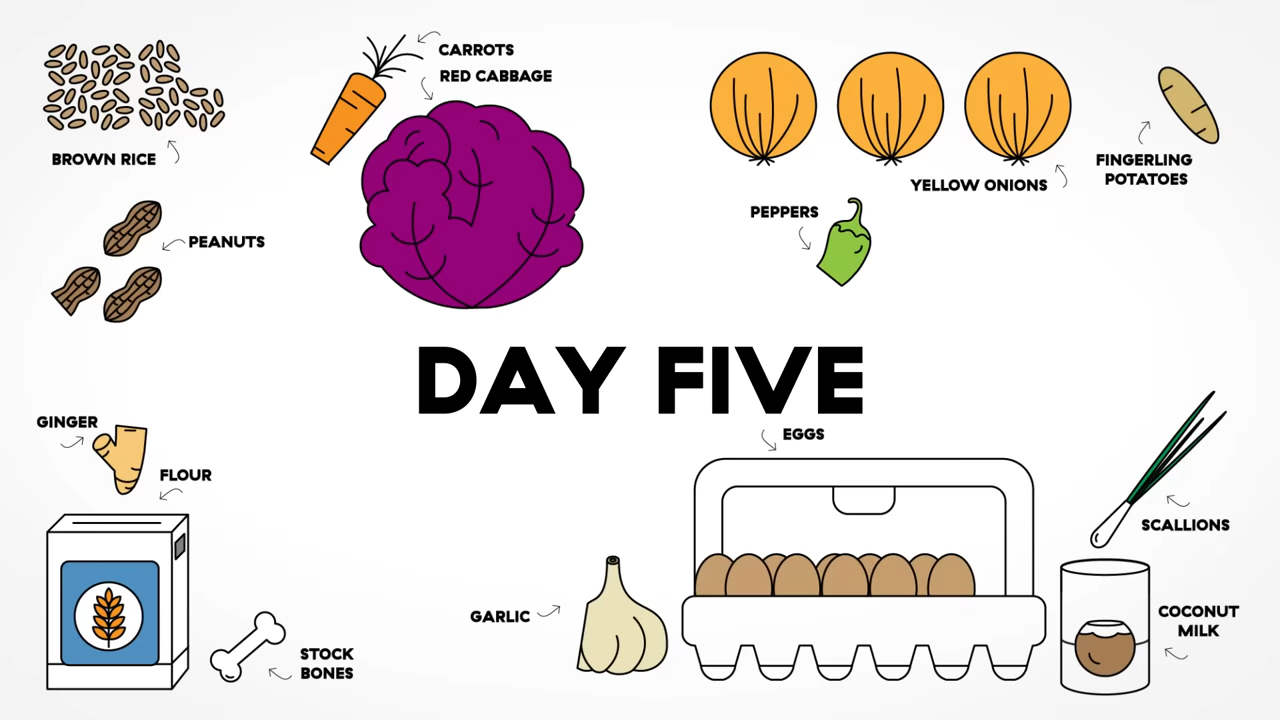 CARROTS
RED CABBAGE
BROWN RICE
FINGERLING
POTATOES
YELLOW ONIONS
PEPPERS
PEANUTS
DAY FIVE
GINGER
EGGS
FLOUR
SCALLIONS
GARLIC
COCONUT
MILK
STOCK
BONES